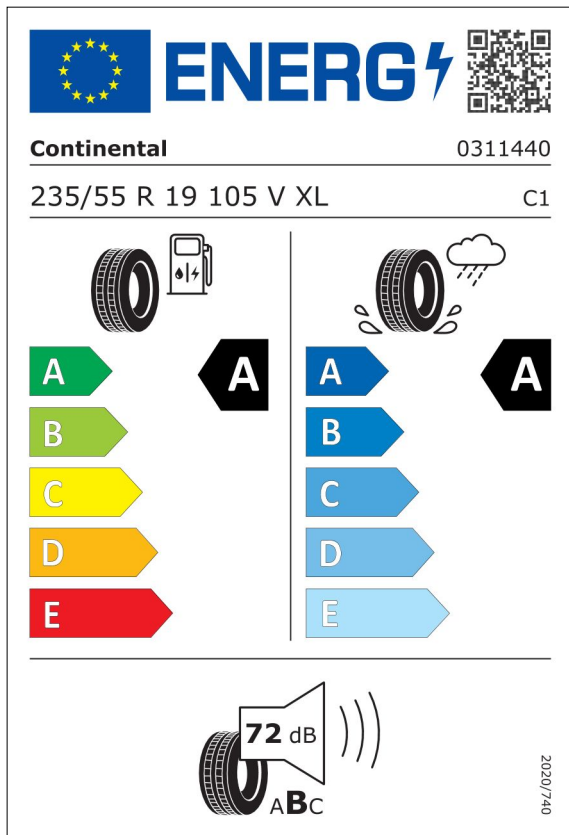 ENERG
Continental 0311440
235/55 R 19 105 V XL C1
A A A A
B B
C C
D D
E E
72 dB
ABC
2020/740